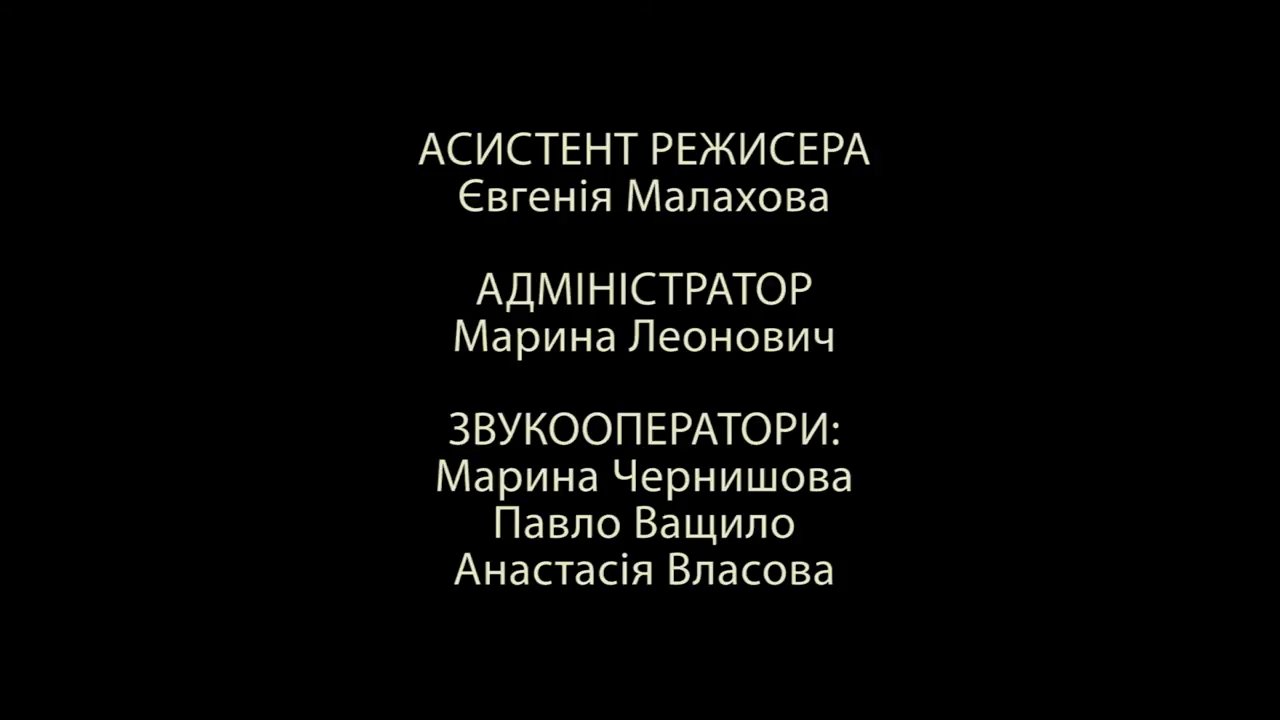 АСИСТЕНТ РЕЖИСЕРА
Євгенія Малахова
АДМІНІСТРАТОР
Марина Леонович
ЗВУКООПЕРАТОРИ:
Марина Чернишова
Павло Ващило
Анастасія Власова